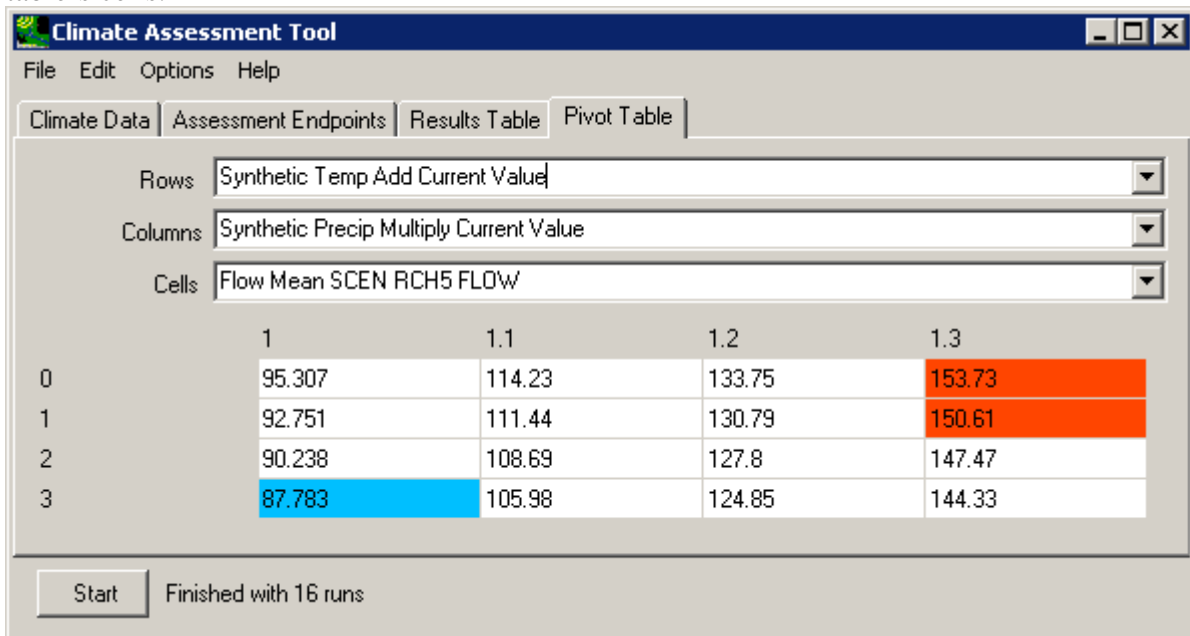 Climate Assessment Tool
File Edit Options Help
Climate Data Assessment Endpoints Results Table Pivot Table
Rows Synthetic Temp Add Current Value
Columns Synthetic Precip Multiply Current Value
Cells Flow Mean SCEN RCH5 FLOW
1 1.1 1.2 1.3
0 95.307 114.23 133.75 153.73
1 92.751 111.44 130.79 150.61
2 90.238 108.69 127.8 147.47
3 87.783 105.98 124.85 144.33
Start Finished with 16 runs